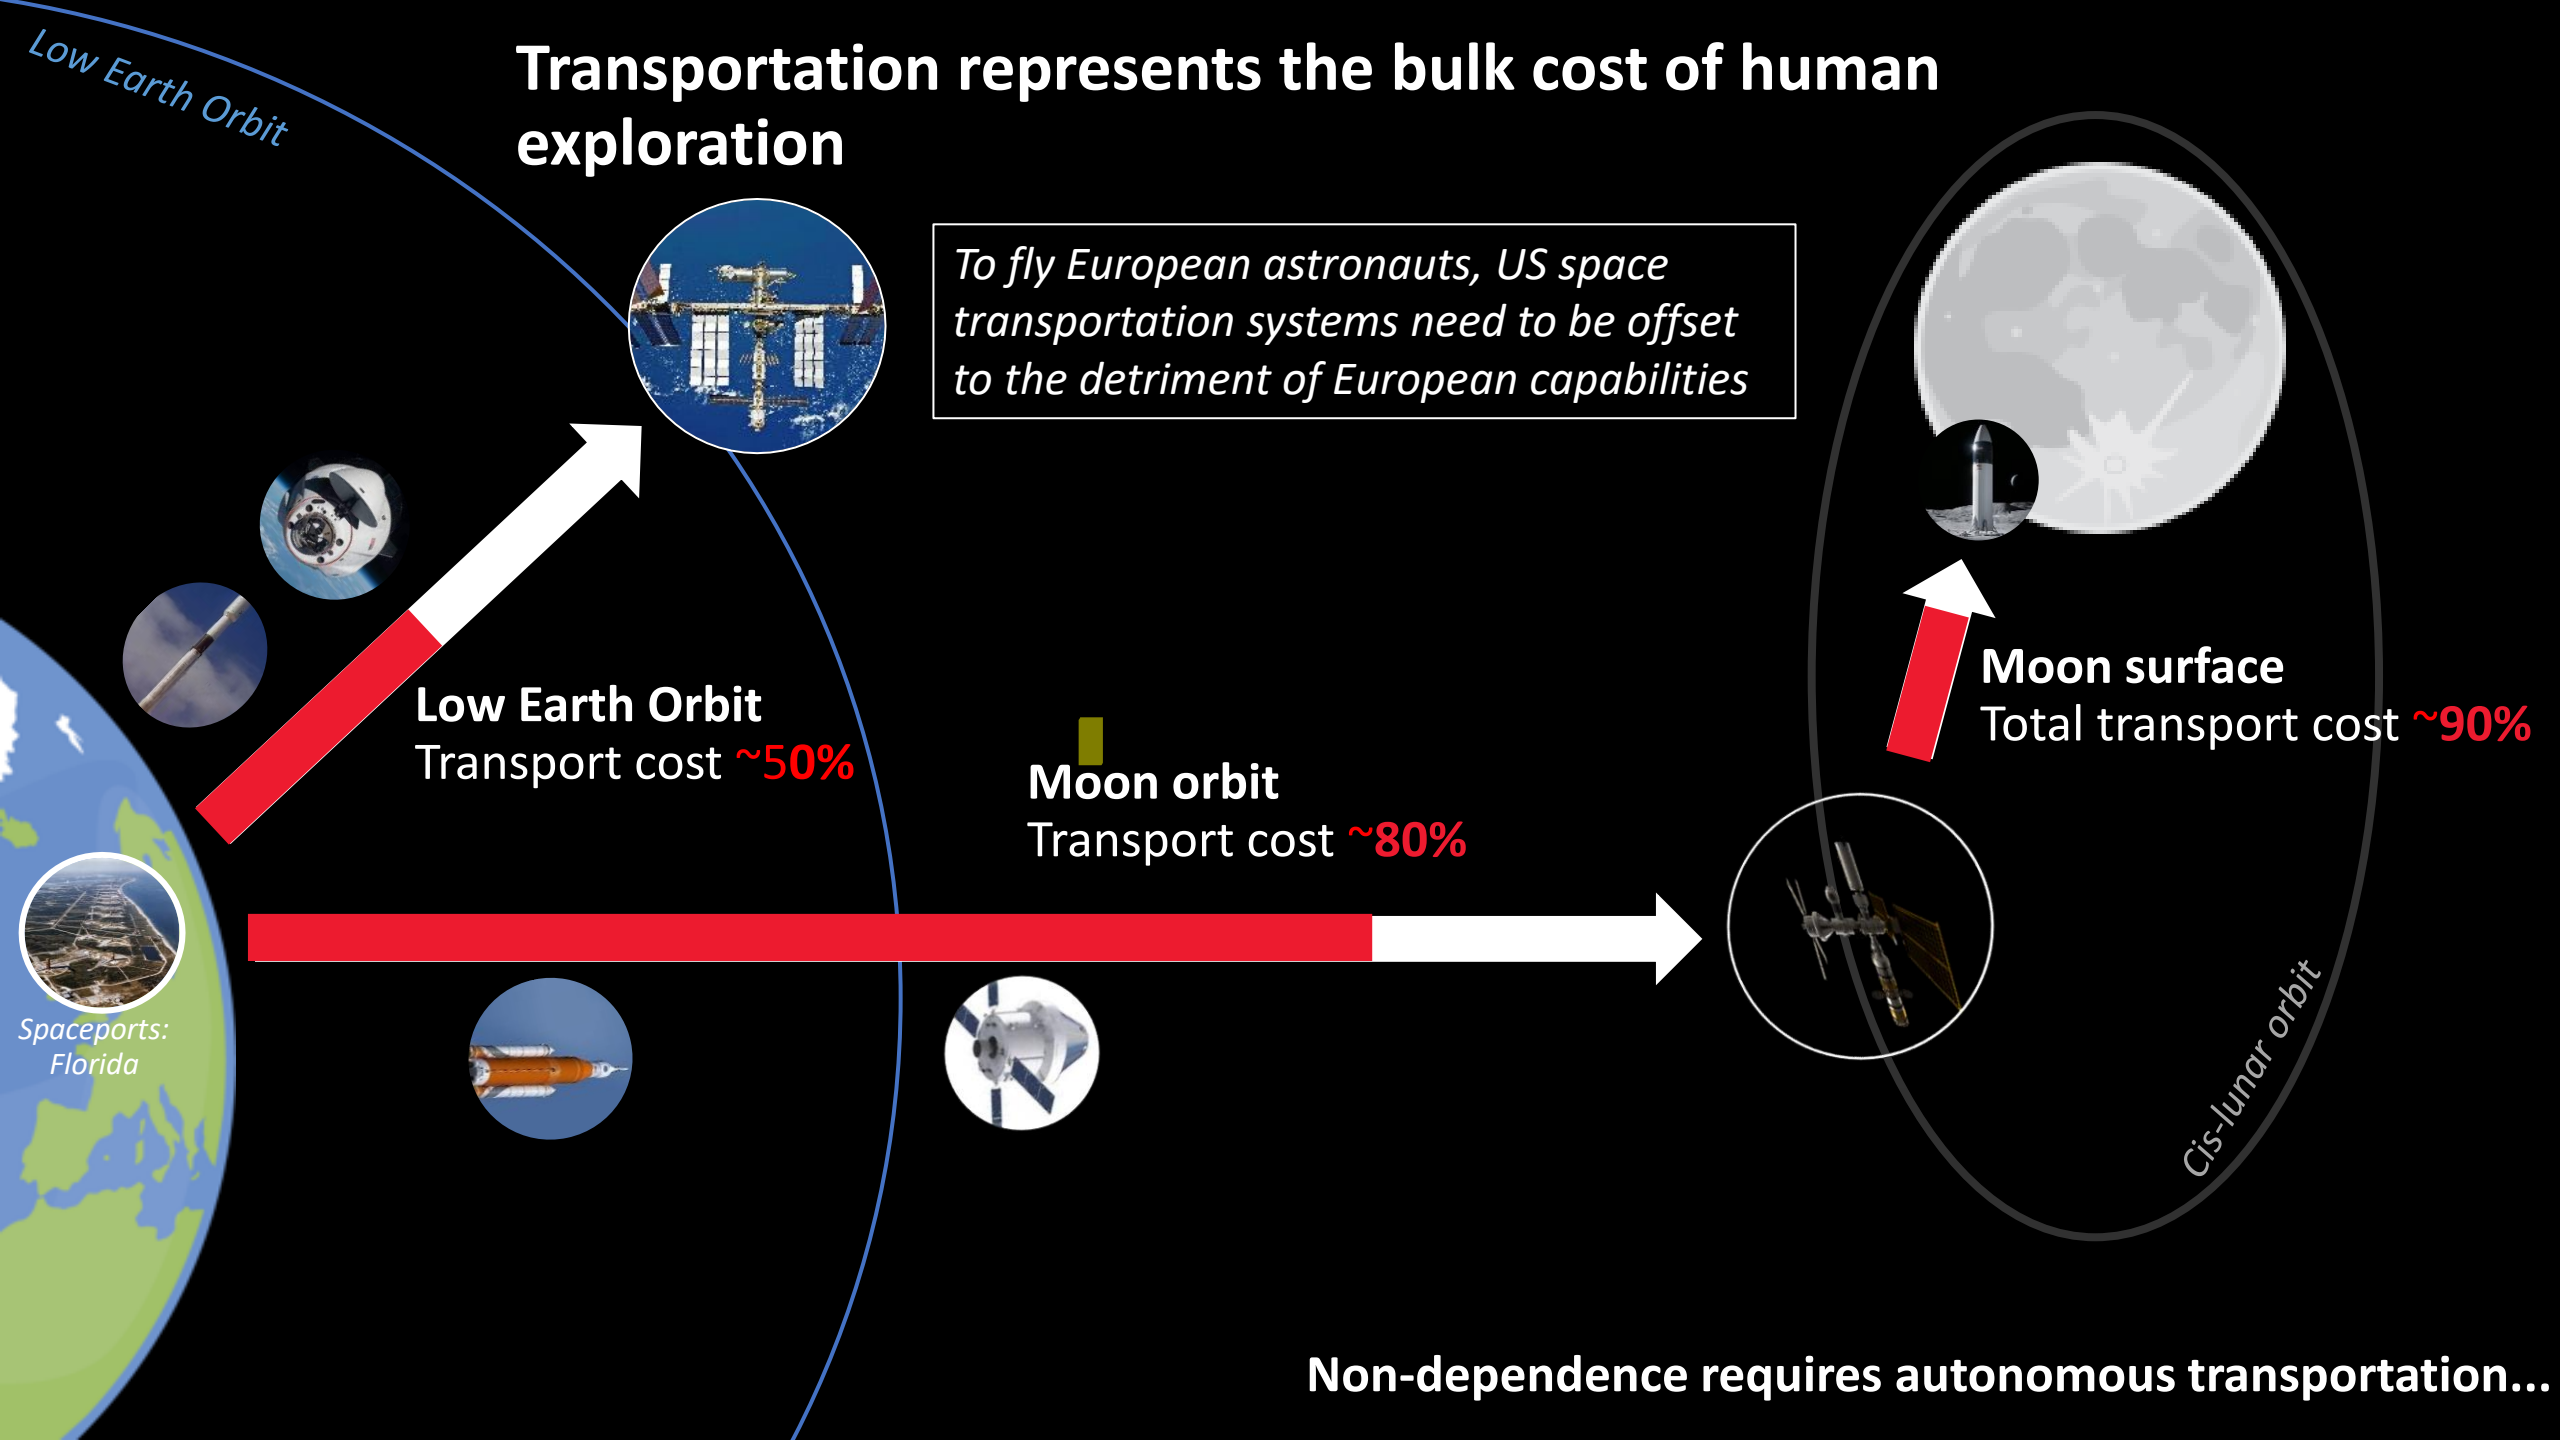 Low Earth Orbit
Transportation represents the bulk cost of human
exploration
To fly European astronauts, US space
transportation systems need to be offset
to the detriment of European capabilities
Low Earth Orbit
Transport cost ~50%
Moon orbit
Transport cost ~80%
Moon surface
Total transport cost ~90%
Spaceports:
Florida
Cis-lunar orbit
Non-dependence requires autonomous transportation...